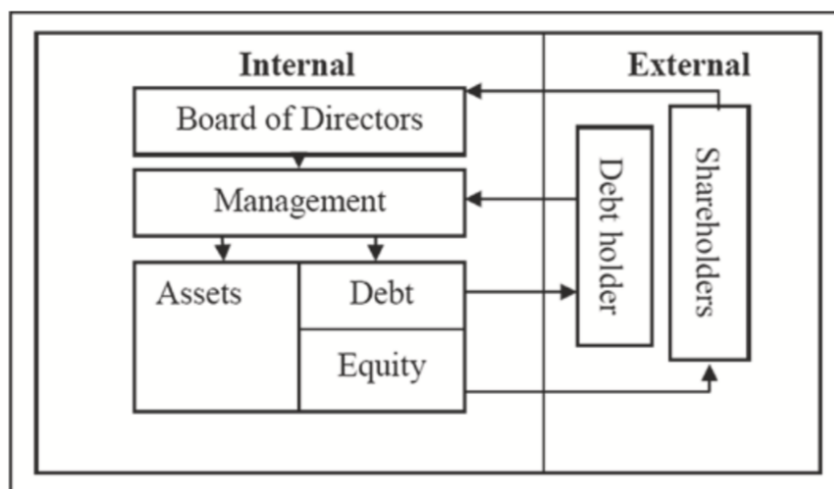 Internal
External
Board of Directors
Management
Debt holder
Shareholders
Assets
Debt
Equity